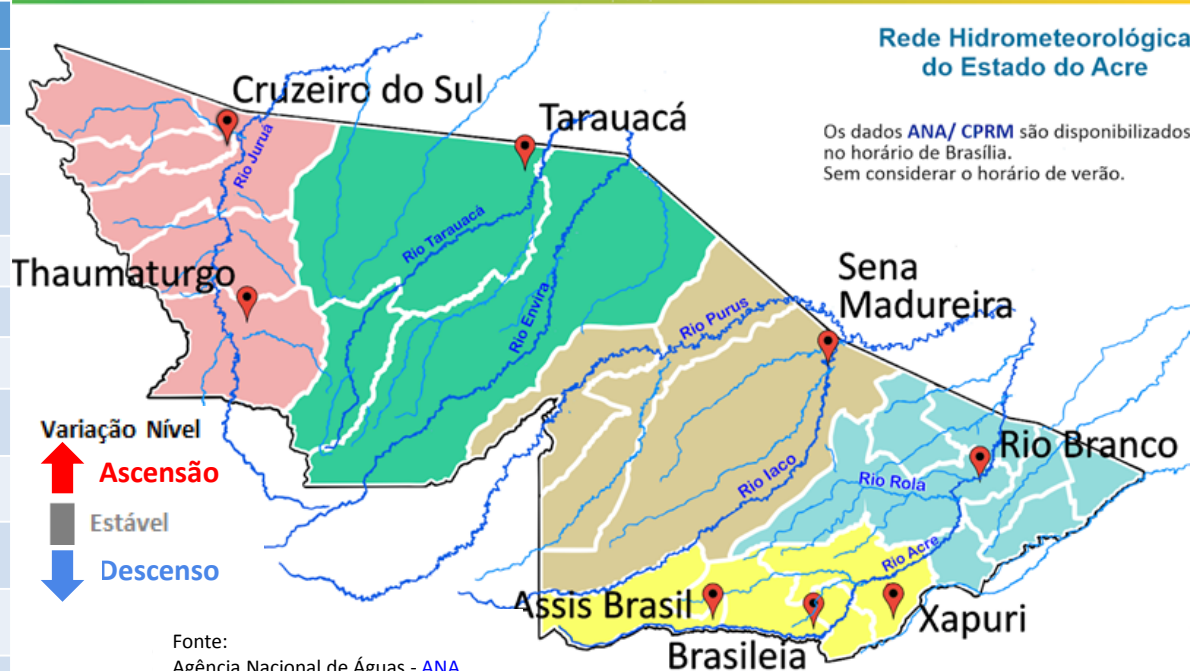 Rede Hidrometeorológica
do Estado do Acre
Os dados ANA/ CPRM são disponibilizados
no horário de Brasília.
Sem considerar o horário de verão.
Cruzeiro do Sul
Tarauacá
Rio Juruá
Rio Tarauacá
Thaumaturgo
Rio Envira
Sena
Madureira
Rio Purus
Variação Nível
Ascensão
Estável
Descenso
Rio Branco
Rio Iaco
Rio Rola
Rio Acre
Assis Brasil
Xapuri
Brasileia
Fonte:
Agência Nacional de Águas - ANA